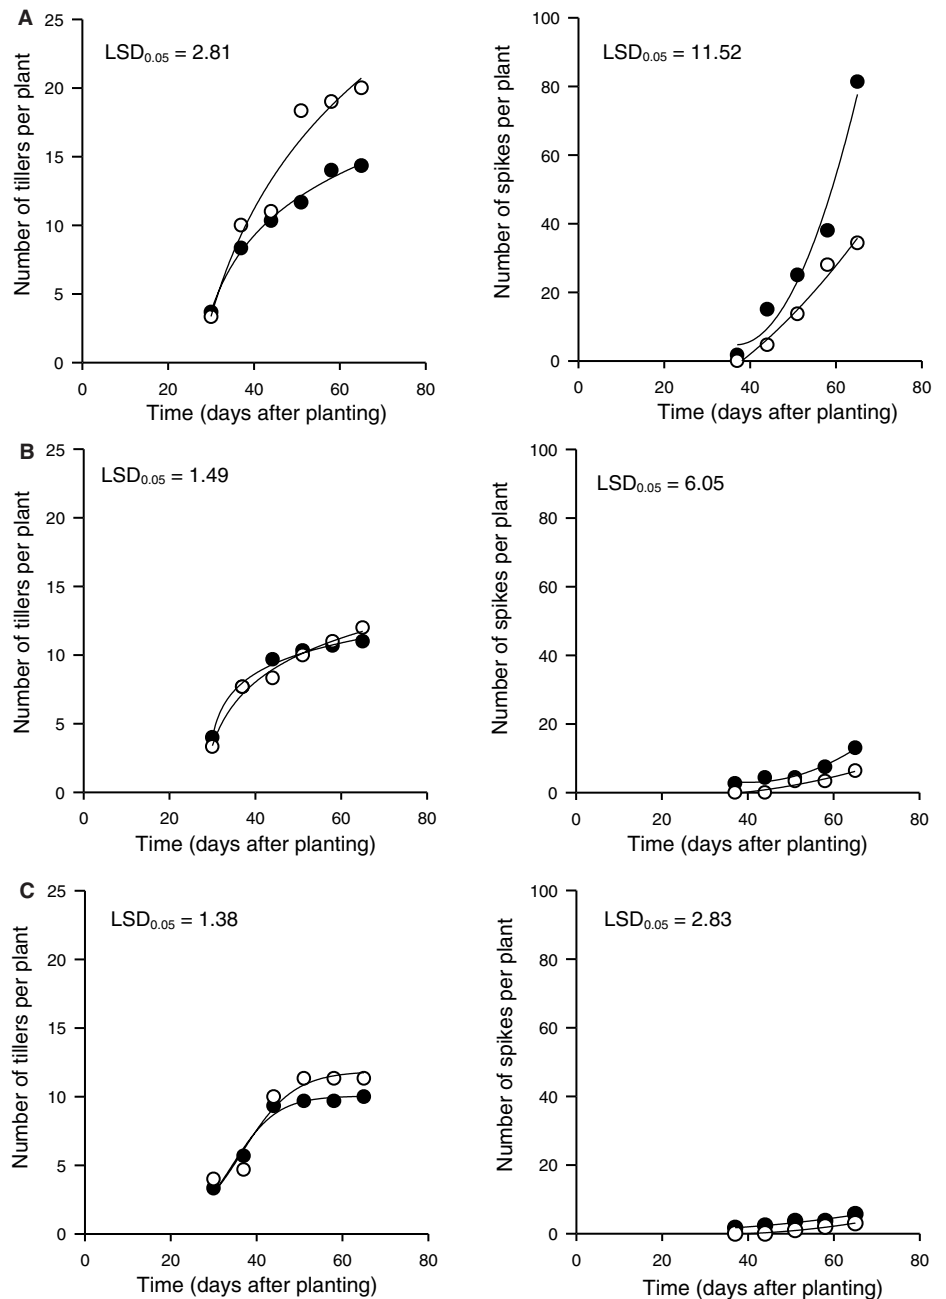 A
LSD0.05 = 2.81
Number of tillers per plant
25
20
15
10
5
0
0 20 40 60 80
Time (days after planting)
LSD0.05 = 11.52
Number of spikes per plant
100
80
60
40
20
0
0 20 40 60 80
Time (days after planting)
B
LSD0.05 = 1.49
Number of tillers per plant
25
20
15
10
5
0
0 20 40 60 80
Time (days after planting)
LSD0.05 = 6.05
Number of spikes per plant
100
80
60
40
20
0
0 20 40 60 80
Time (days after planting)
C
LSD0.05 = 1.38
Number of tillers per plant
25
20
15
10
5
0
0 20 40 60 80
Time (days after planting)
LSD0.05 = 2.83
Number of spikes per plant
100
80
60
40
20
0
0 20 40 60 80
Time (days after planting)